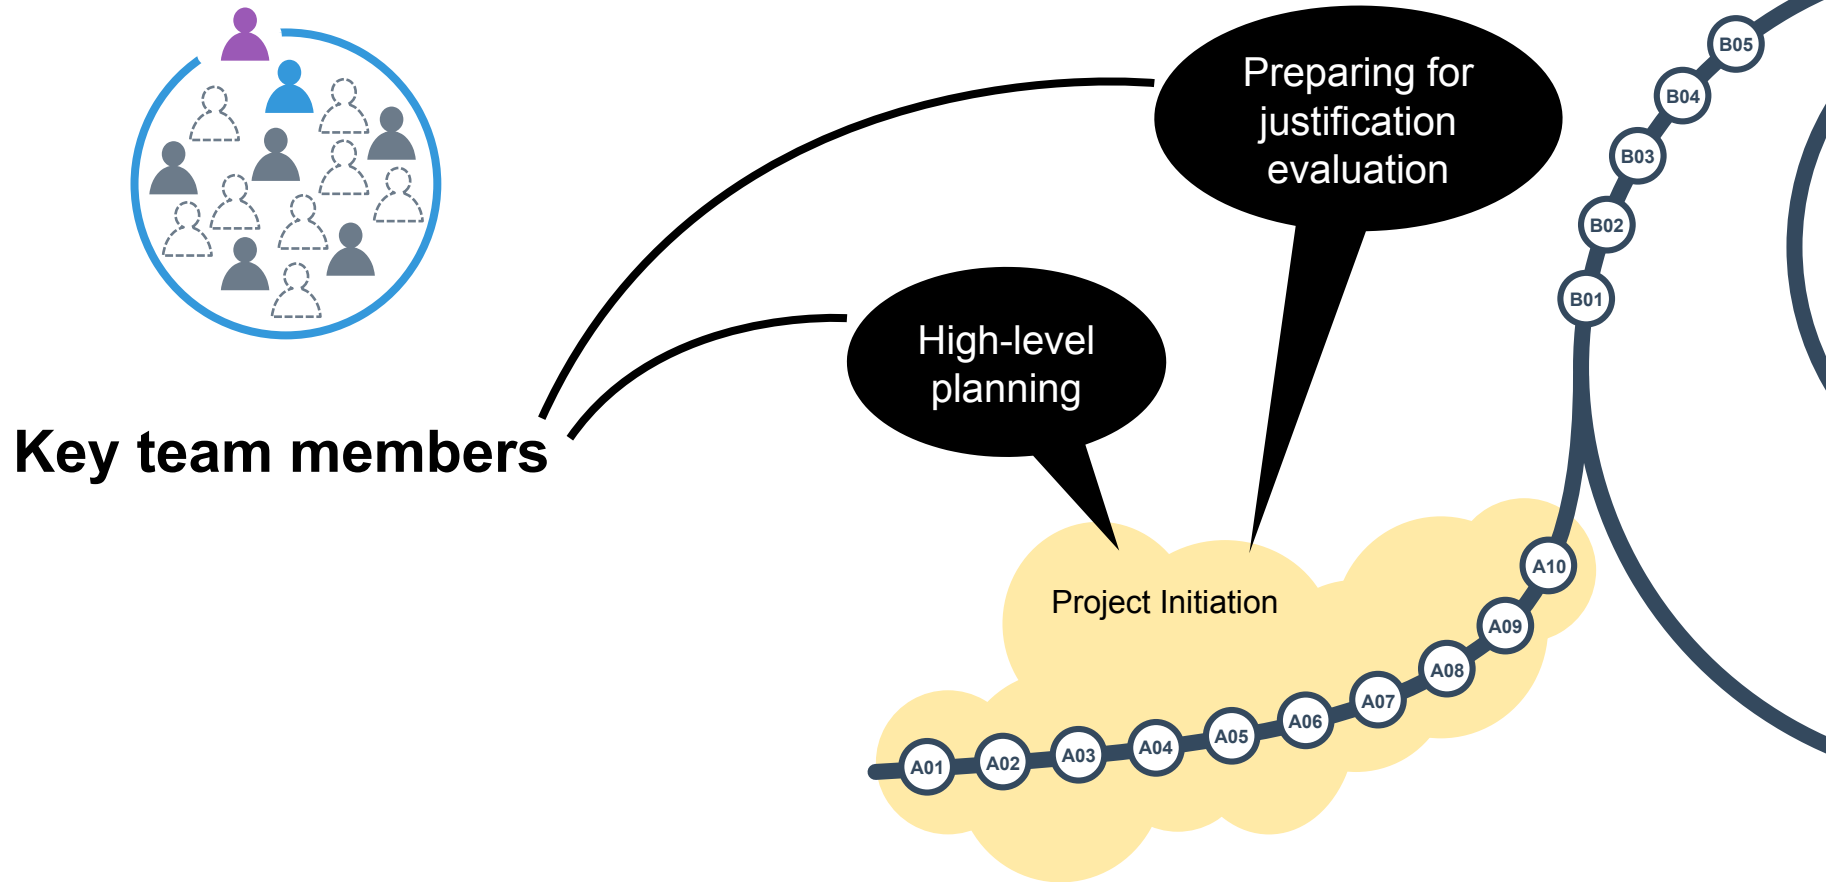 Preparing for
justification
evaluation
High-level
planning
Key team members
Project Initiation
A01
A02
A03
A04
A05
A06
A07
A08
A09
A10
B01
B02
B03
B04
B05